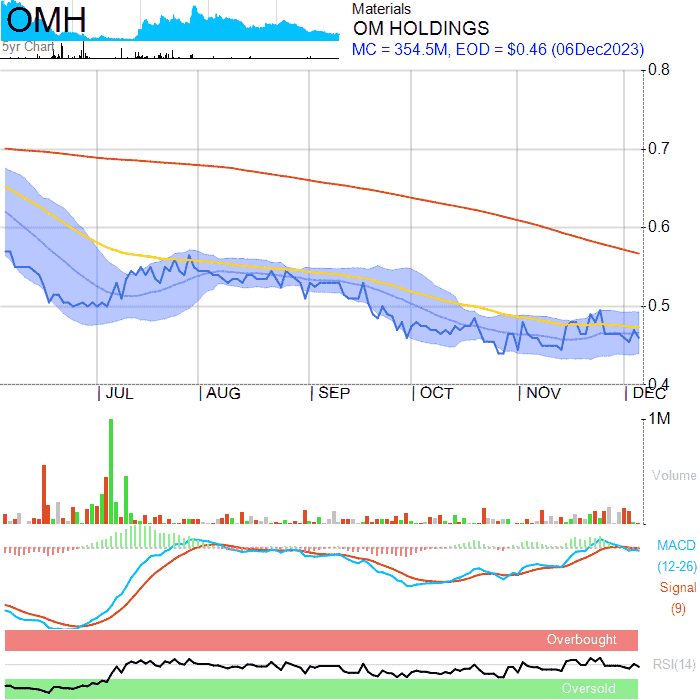 OMH
5yr Chart
Materials
OM HOLDINGS
MC = 354.5M, EOD = $0.46 (06Dec2023)
0.8
0.7
0.6
0.5
0.4
JUL AUG SEP OCT NOV DEC
1M
Volume
MACD
(12-26)
Signal
(9)
Overbought
RSI(14)
Oversold